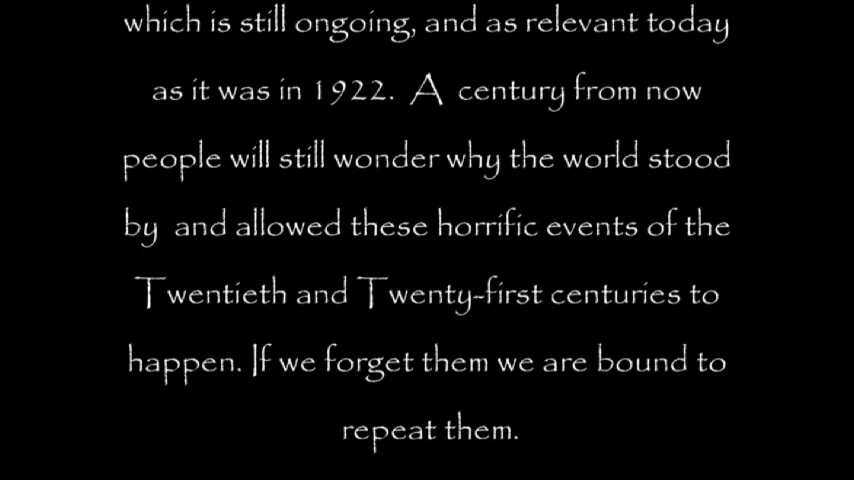 which is still ongoing, and as relevant today
as it was in 1922. A century from now
people will still wonder why the world stood
by and allowed these horrific events of the
Twentieth and Twenty-first centuries to
happen. If we forget them we are bound to
repeat them.